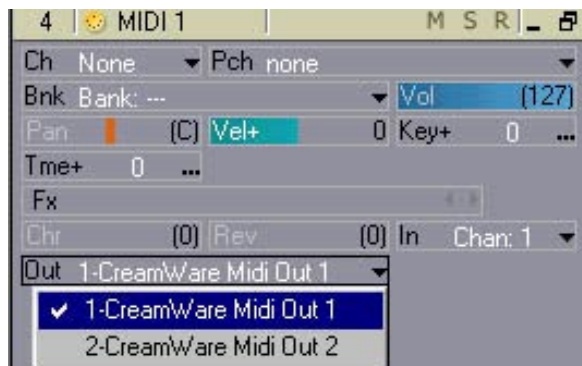 4 MIDI 1 M S R
Ch None Pch none
Bnk Bank: --- Vol (127)
Pan (C) Vel+ 0 Key+ 0 ...
Tme+ 0 ...
Fx
Chr (0) Rev (0) In Chan: 1
Out 1-CreamWare Midi Out 1
1-CreamWare Midi Out 1
2-CreamWare Midi Out 2